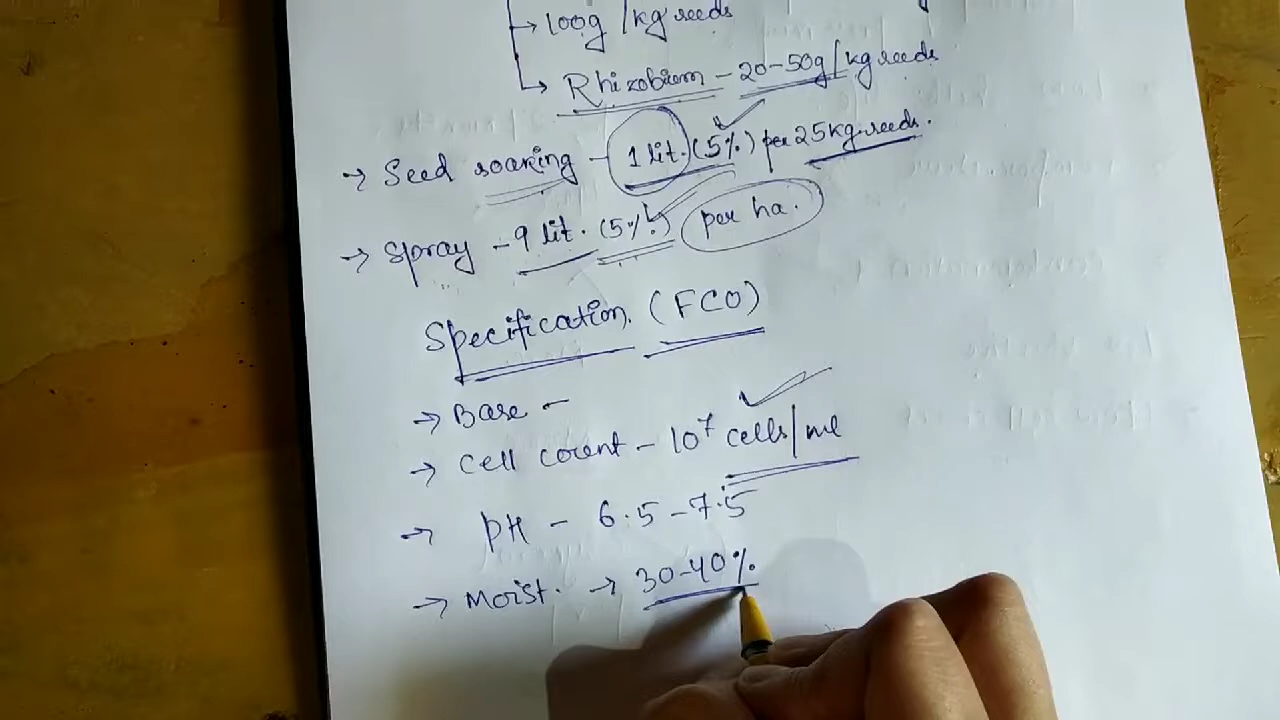 → 100g / kg seeds
→ Rhizobium - 20-50g / kg seeds
→ Seed soaking - 1 lit. (5%) per 25kg seeds.
→ Spray - 9 lit. (5%) per ha.
Specification (FCO)
→ Base -
→ Cell count - 10⁷ cells/ml
→ PH - 6.5 - 7.5
→ Moist. → 30-40%